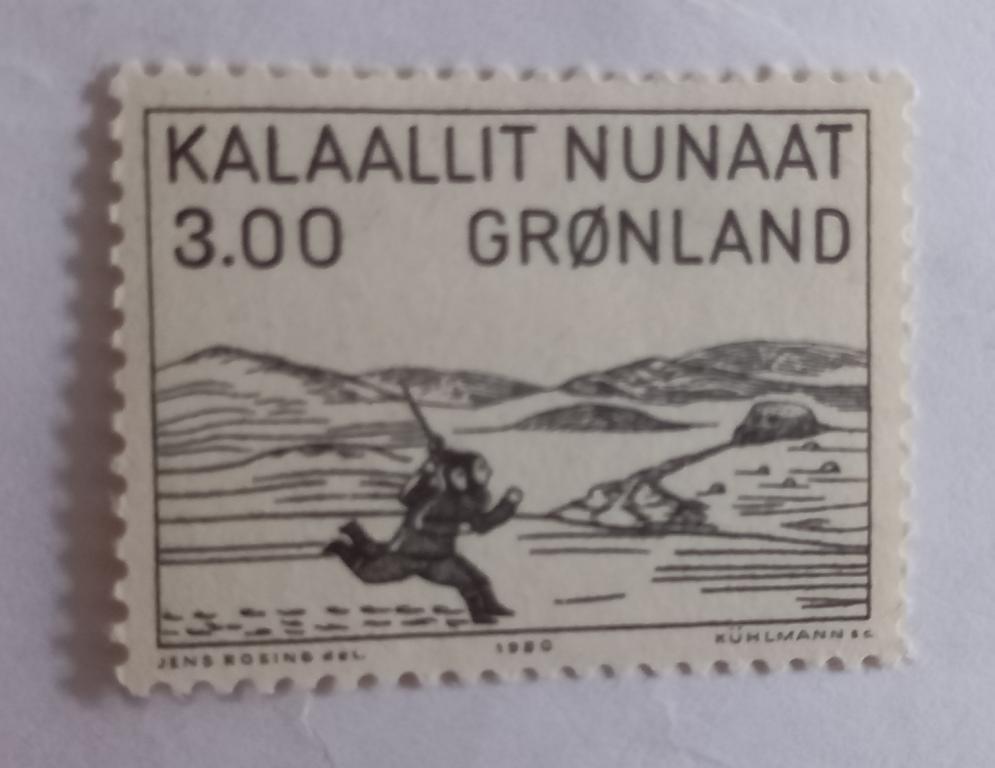 KALAALLIT NUNAAT
3.00 GRØNLAND
JENS ROSING del. 1980 KÜHLMANN sc.